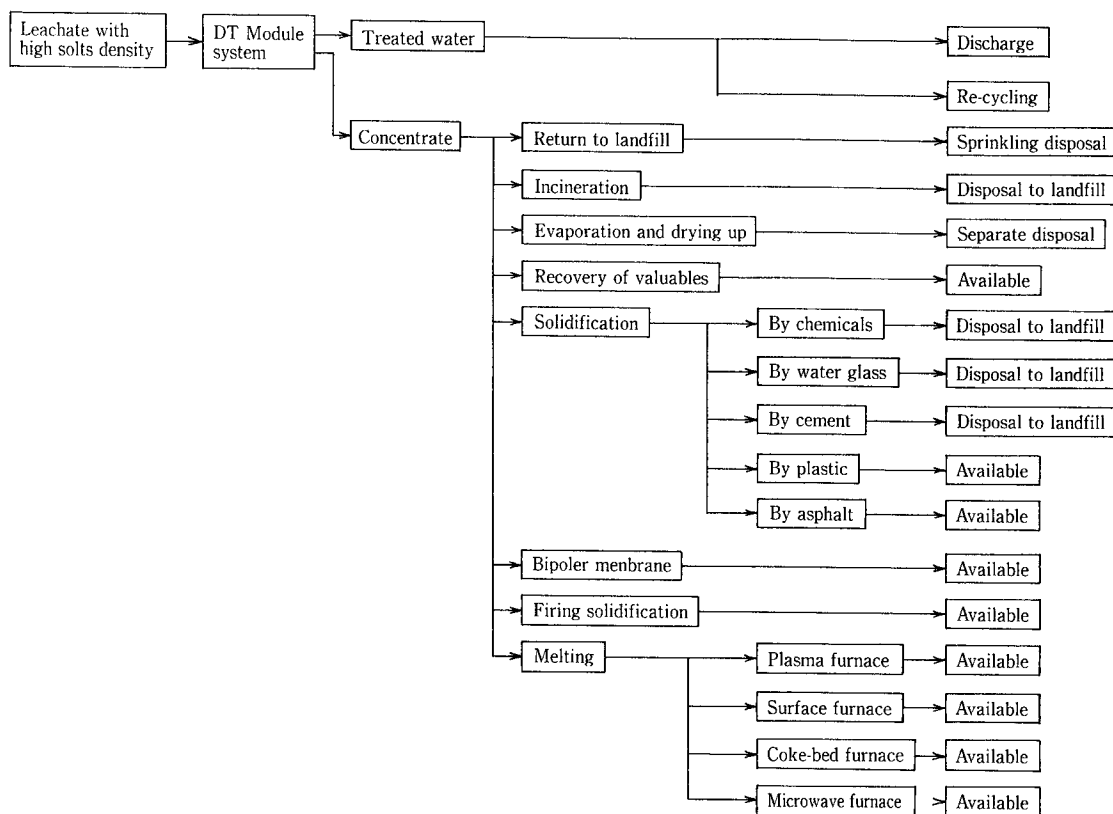 Leachate with
high solts density
DT Module
system
Treated water
Discharge
Re-cycling
Concentrate
Return to landfill
Sprinkling disposal
Incineration
Disposal to landfill
Evaporation and drying up
Separate disposal
Recovery of valuables
Available
Solidification
By chemicals
Disposal to landfill
By water glass
Disposal to landfill
By cement
Disposal to landfill
By plastic
Available
By asphalt
Available
Bipoler menbrane
Available
Firing solidification
Available
Melting
Plasma furnace
Available
Surface furnace
Available
Coke-bed furnace
Available
Microwave furnace
Available